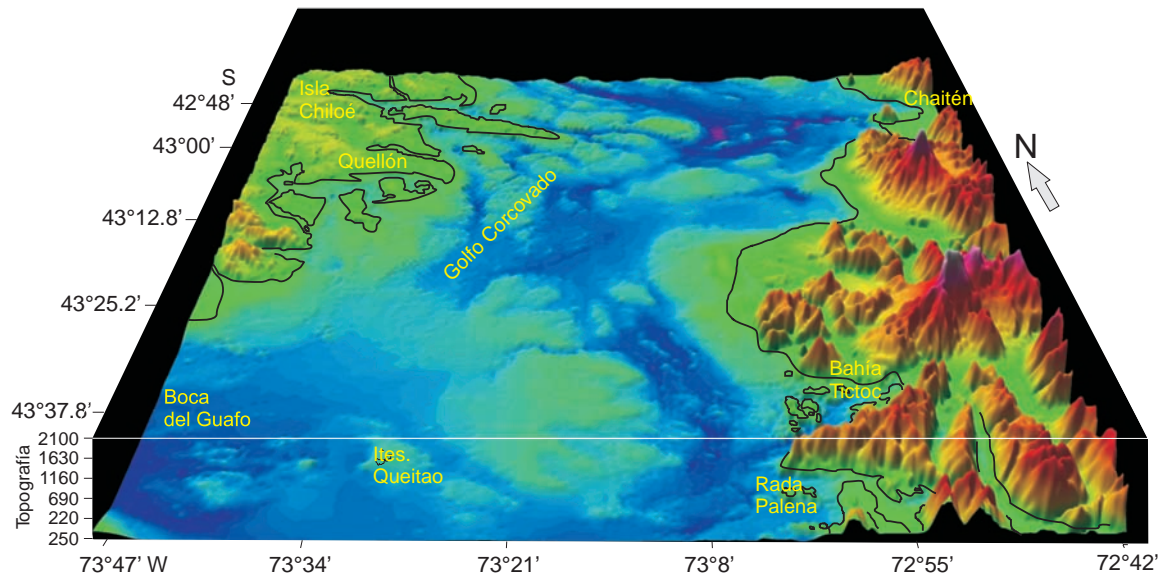 S
42°48'
43°00'
43°12.8'
43°25.2'
43°37.8'
Isla
Chiloé
Quellón
Golfo Corcovado
Chaitén
N
Boca
del Guafo
Bahía
Tictoc
Ites.
Queitao
Rada
Palena
Topografía
2100
1630
1160
690
220
250
73°47' W
73°34'
73°21'
73°8'
72°55'
72°42'